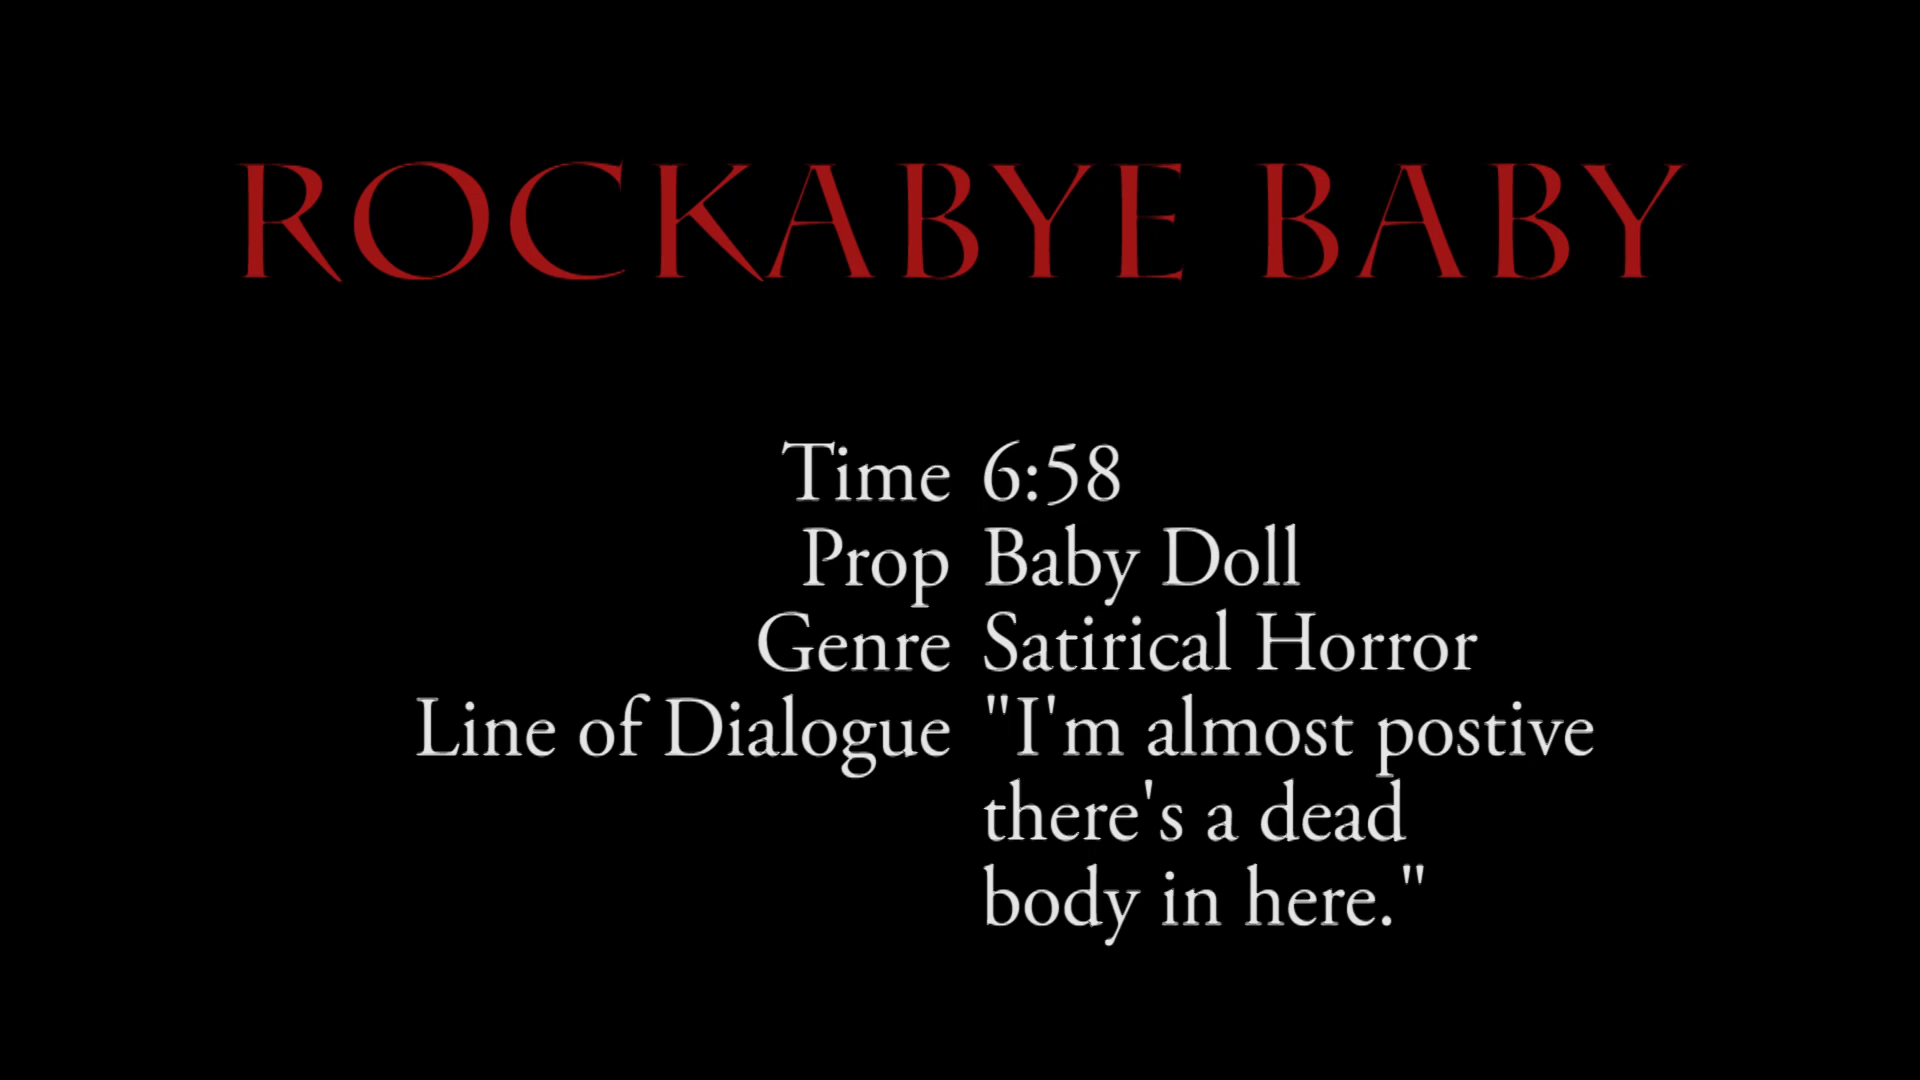 ROCKABYE BABY
Time 6:58
Prop Baby Doll
Genre Satirical Horror
Line of Dialogue "I'm almost postive
there's a dead
body in here."